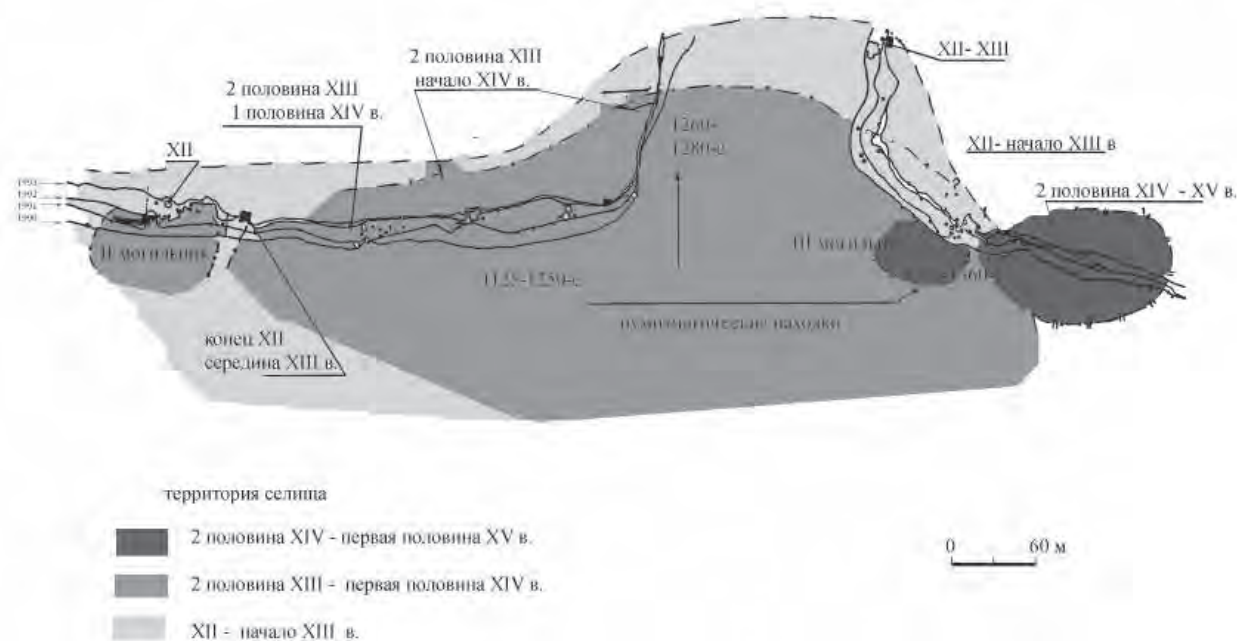 XII- XIII
2 половина XIII
начало XIV в.
2 половина XIII
1 половина XIV в.
XII
XII- начало XIII в
1260-
1280-е
?
2 половина XIV - XV в.
1992
1990
II могильник
III могильник
нумизматические находки
конец XII
середина XIII в.
территория селища
2 половина XIV - первая половина XV в.
0 60 м
2 половина XIII - первая половина XIV в.
XII - начало XIII в.